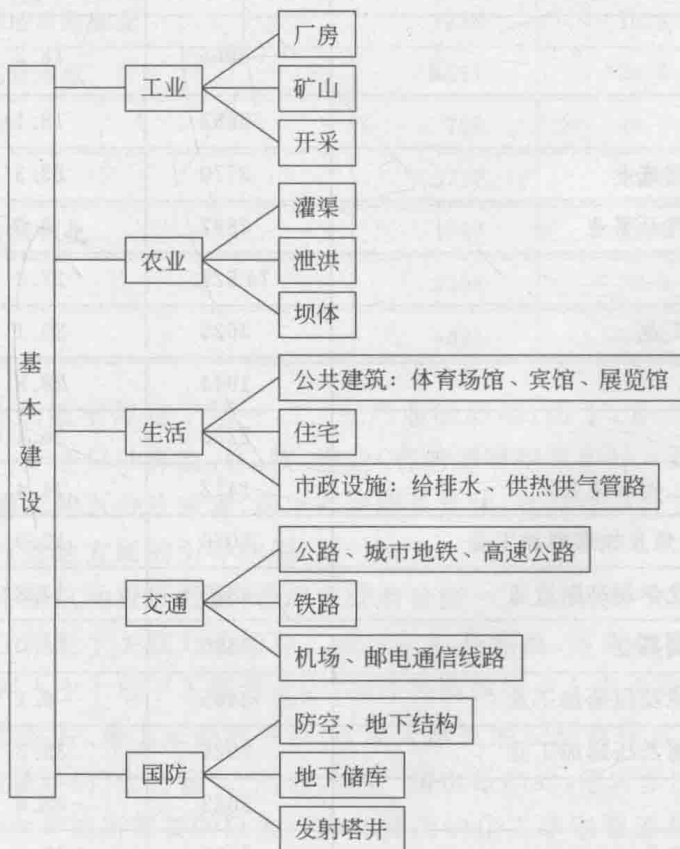 基本建设
工业
厂房
矿山
开采
农业
灌渠
泄洪
坝体
生活
公共建筑：体育场馆、宾馆、展览馆
住宅
市政设施：给排水、供热供气管路
交通
公路、城市地铁、高速公路
铁路
机场、邮电通信线路
国防
防空、地下结构
地下储库
发射塔井